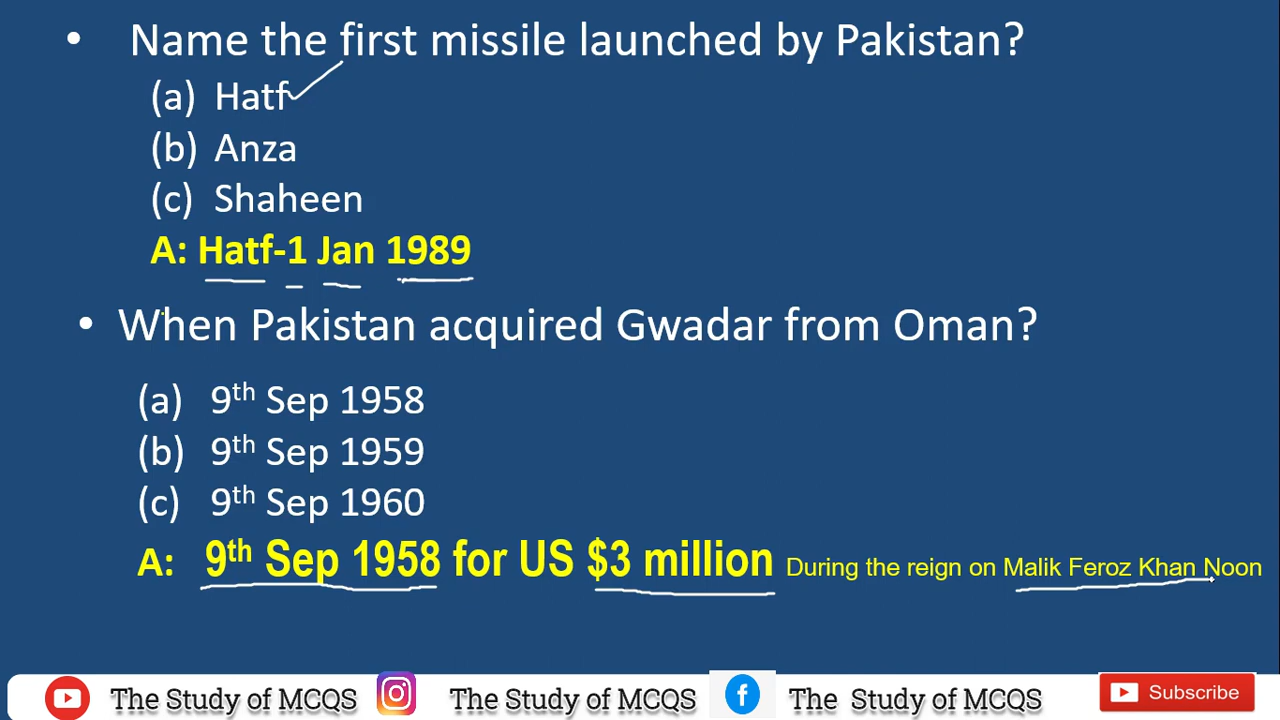 • Name the first missile launched by Pakistan?
(a) Hatf
(b) Anza
(c) Shaheen
A: Hatf-1 Jan 1989
• When Pakistan acquired Gwadar from Oman?
(a) 9th Sep 1958
(b) 9th Sep 1959
(c) 9th Sep 1960
A: 9th Sep 1958 for US $3 million During the reign on Malik Feroz Khan Noon
The Study of MCQS The Study of MCQS The Study of MCQS Subscribe